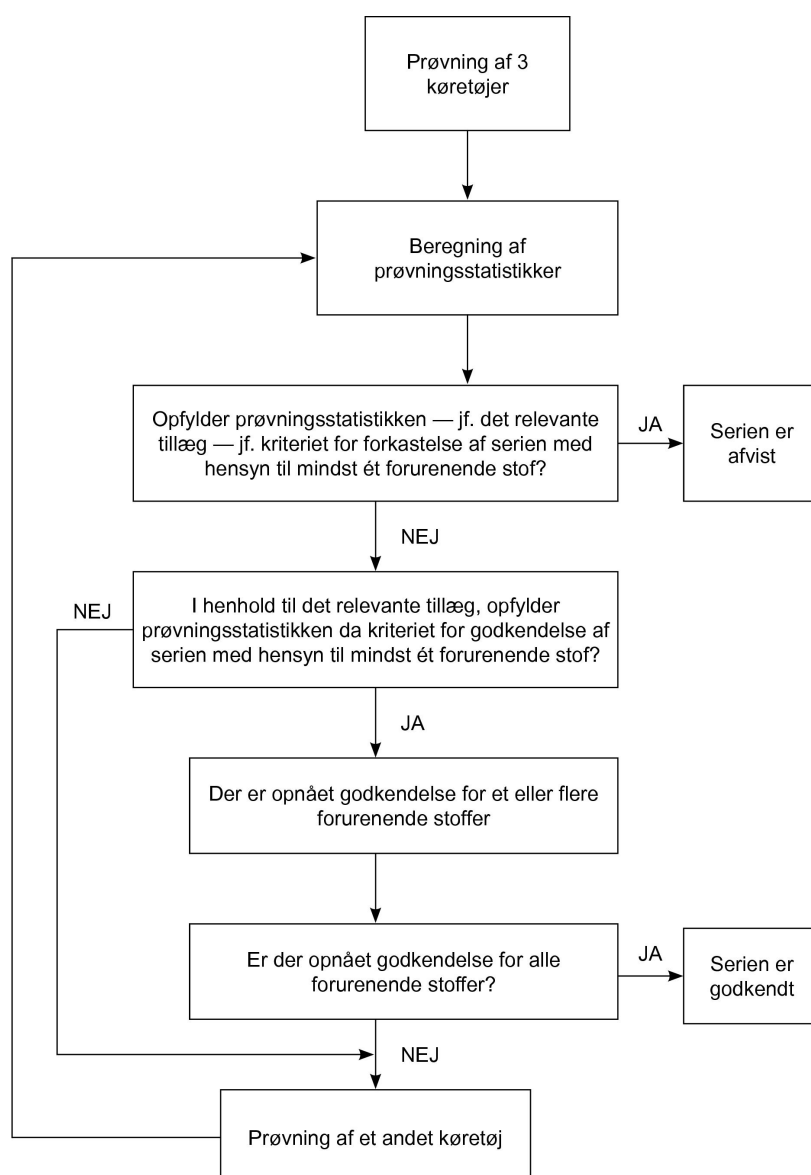 Prøvning af 3
køretøjer
Beregning af
prøvningsstatistikker
Opfylder prøvningsstatistikken — jf. det relevante
tillæg — jf. kriteriet for forkastelse af serien med
hensyn til mindst ét forurenende stof?
JA
Serien er
afvist
NEJ
NEJ
I henhold til det relevante tillæg, opfylder
prøvningsstatistikken da kriteriet for godkendelse af
serien med hensyn til mindst ét forurenende stof?
JA
Der er opnået godkendelse for et eller flere
forurenende stoffer
Er der opnået godkendelse for alle
forurenende stoffer?
JA
Serien er
godkendt
NEJ
Prøvning af et andet køretøj